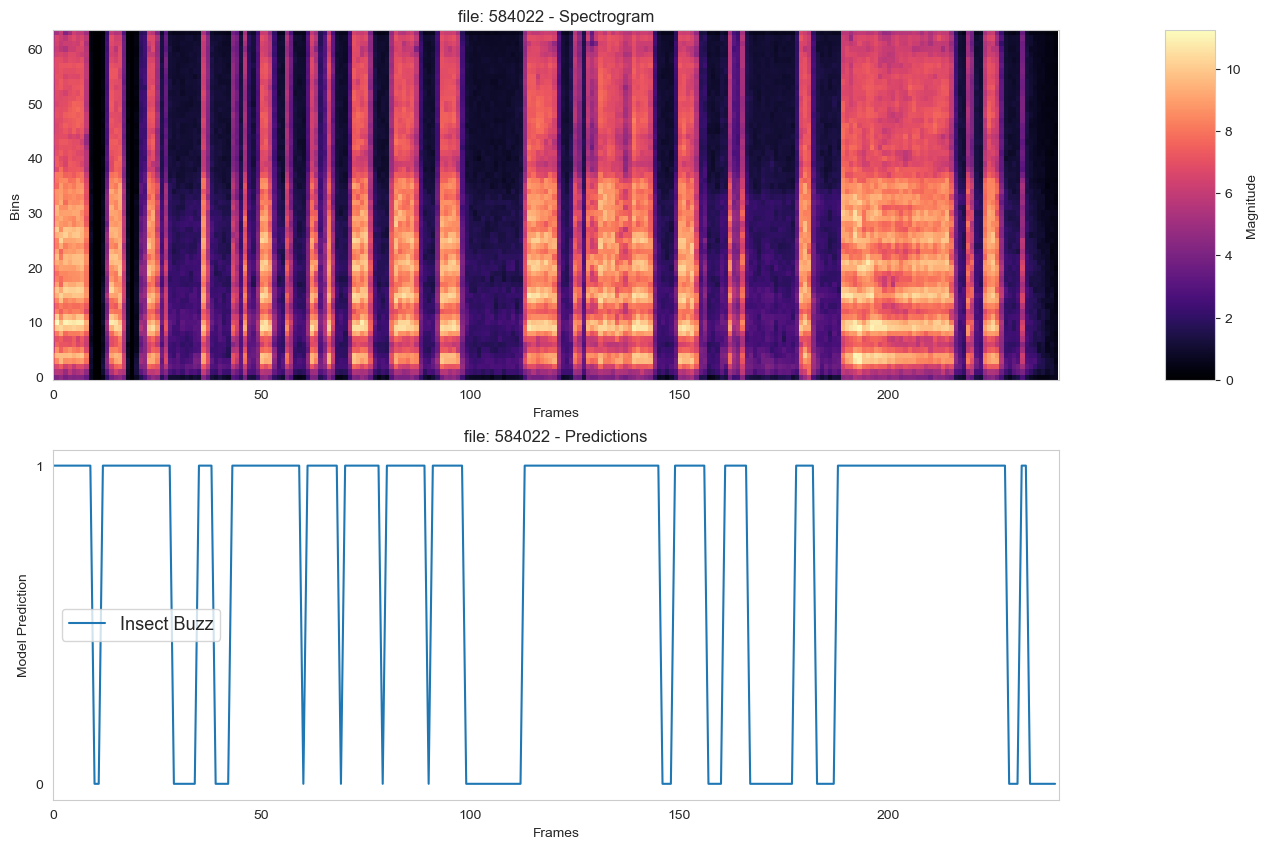 file: 584022 - Spectrogram
60
50
40
30
20
10
0
Bins
0 50 100 150 200
Frames
10
8
6
4
2
0
Magnitude
file: 584022 - Predictions
1
0
Model Prediction
Insect Buzz
0 50 100 150 200
Frames